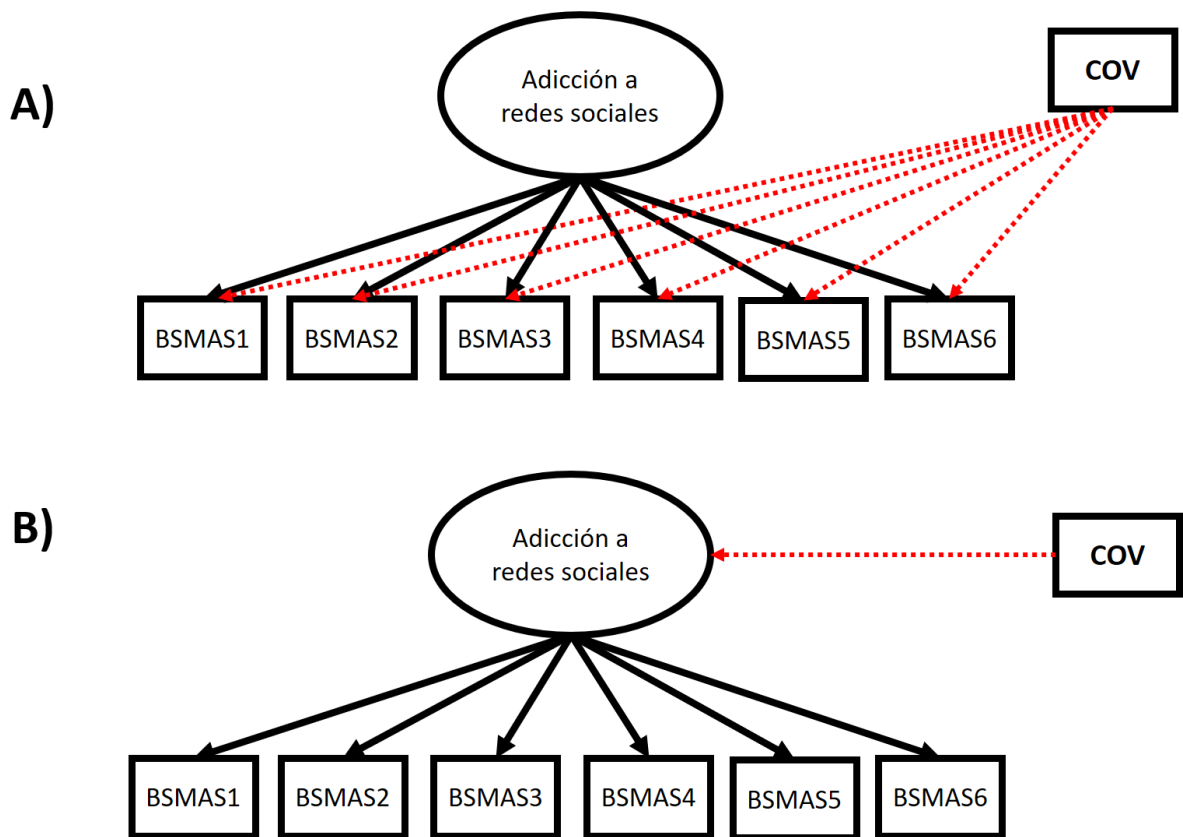 A)
Adicción a
redes sociales
COV
BSMAS1
BSMAS2
BSMAS3
BSMAS4
BSMAS5
BSMAS6
B)
Adicción a
redes sociales
COV
BSMAS1
BSMAS2
BSMAS3
BSMAS4
BSMAS5
BSMAS6